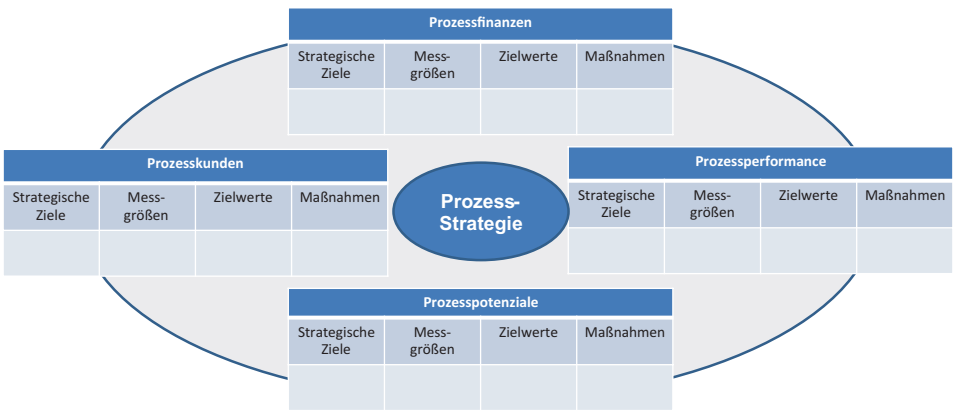 Prozessfinanzen
Strategische Ziele
Mess-
größen
Zielwerte
Maßnahmen
Prozesskunden
Strategische
Ziele
Mess-
größen
Zielwerte
Maßnahmen
Prozess-
Strategie
Prozessperformance
Strategische
Ziele
Mess-
größen
Zielwerte
Maßnahmen
Prozesspotenziale
Strategische
Ziele
Mess-
größen
Zielwerte
Maßnahmen